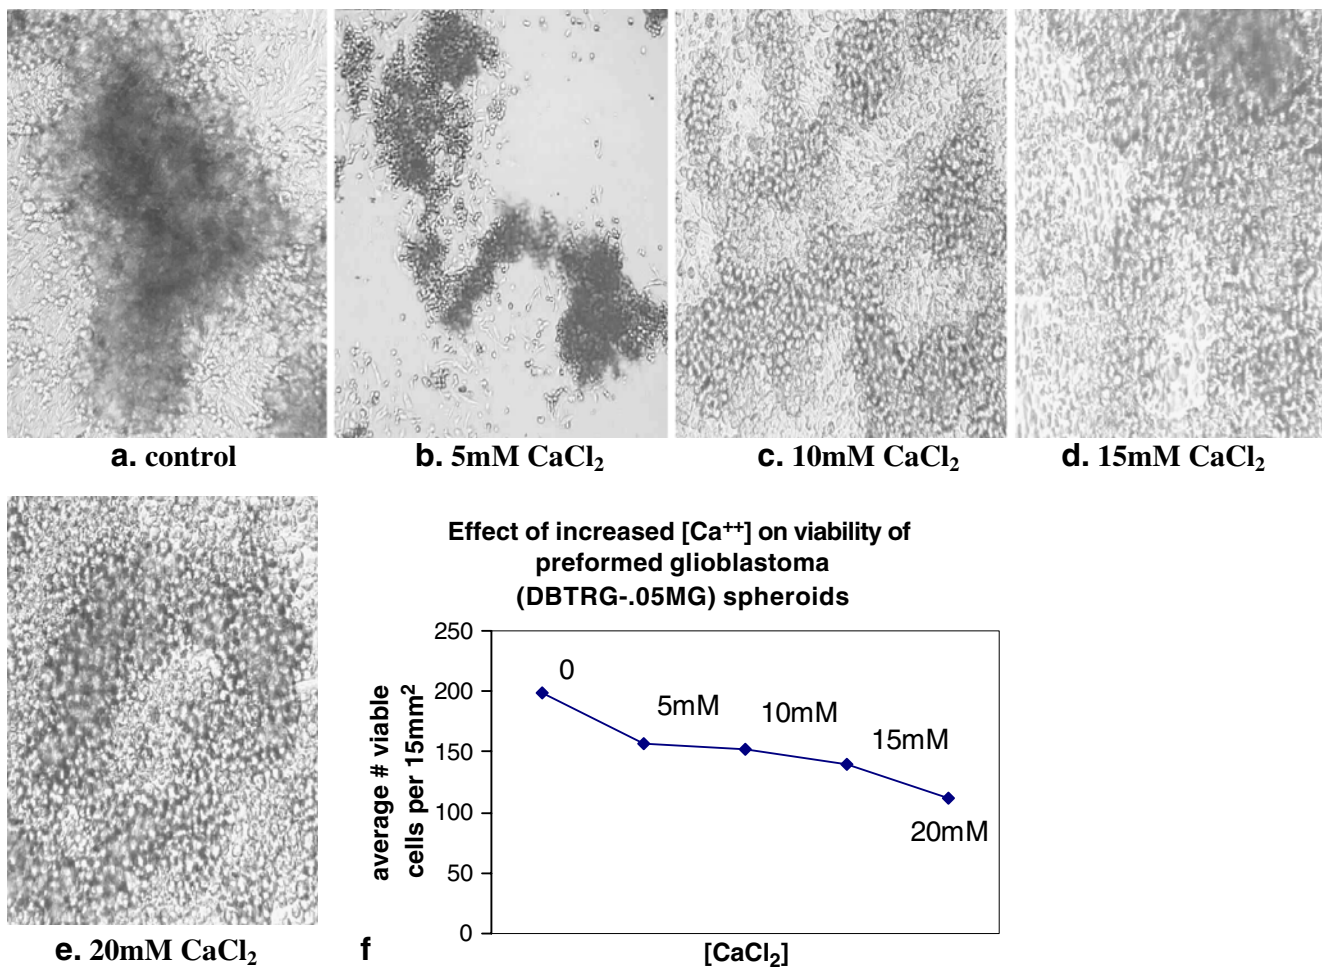 a. control
b. 5mM CaCl₂
c. 10mM CaCl₂
d. 15mM CaCl₂
e. 20mM CaCl₂
f
Effect of increased [Ca⁺⁺] on viability of
preformed glioblastoma
(DBTRG-.05MG) spheroids
average # viable
cells per 15mm²
250
200
150
100
50
0
0
5mM
10mM
15mM
20mM
[CaCl₂]